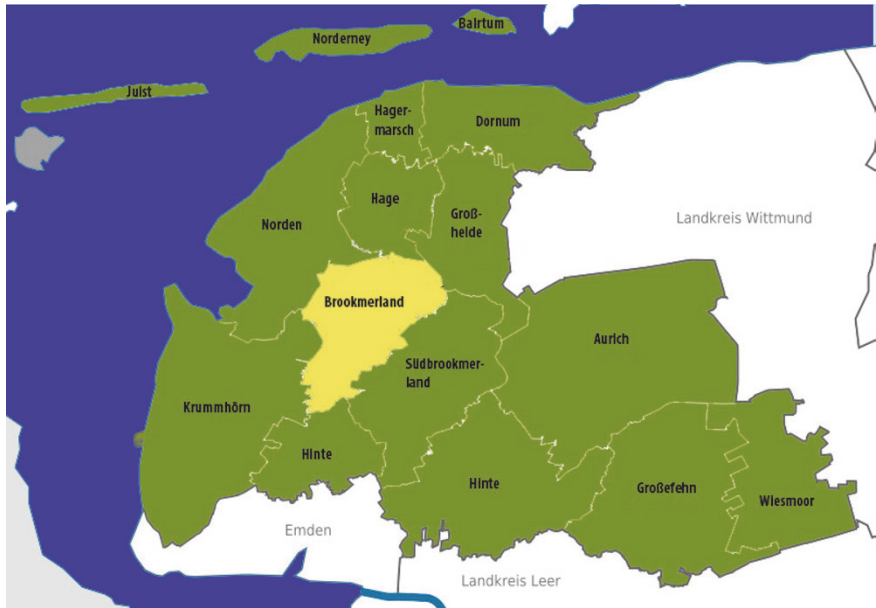 Baltrum
Norderney
Juist
Hager-
marsch
Dornum
Hage
Groß-
heide
Norden
Landkreis Wittmund
Brookmerland
Aurich
Südbrookmer-
land
Krummhörn
Hinte
Hinte
Großefehn
Wiesmoor
Emden
Landkreis Leer